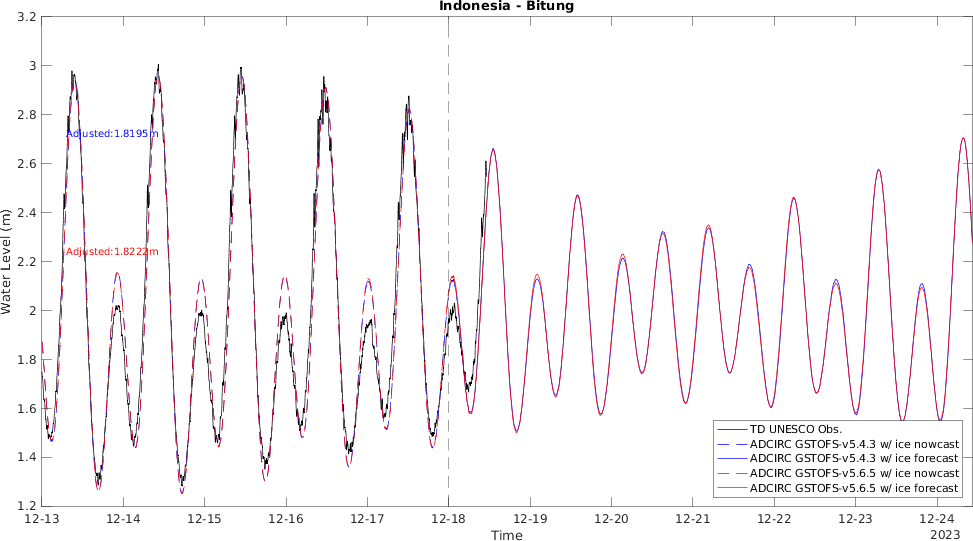 Indonesia - Bitung
3.2
3
2.8
2.6
2.4
2.2
2
1.8
1.6
1.4
1.2
Water Level (m)
Adjusted:1.8195m
Adjusted:1.8222m
TD UNESCO Obs.
ADCIRC GSTOFS-v5.4.3 w/ ice nowcast
ADCIRC GSTOFS-v5.4.3 w/ ice forecast
ADCIRC GSTOFS-v5.6.5 w/ ice nowcast
ADCIRC GSTOFS-v5.6.5 w/ ice forecast
12-13 12-14 12-15 12-16 12-17 12-18 12-19 12-20 12-21 12-22 12-23 12-24
2023
Time